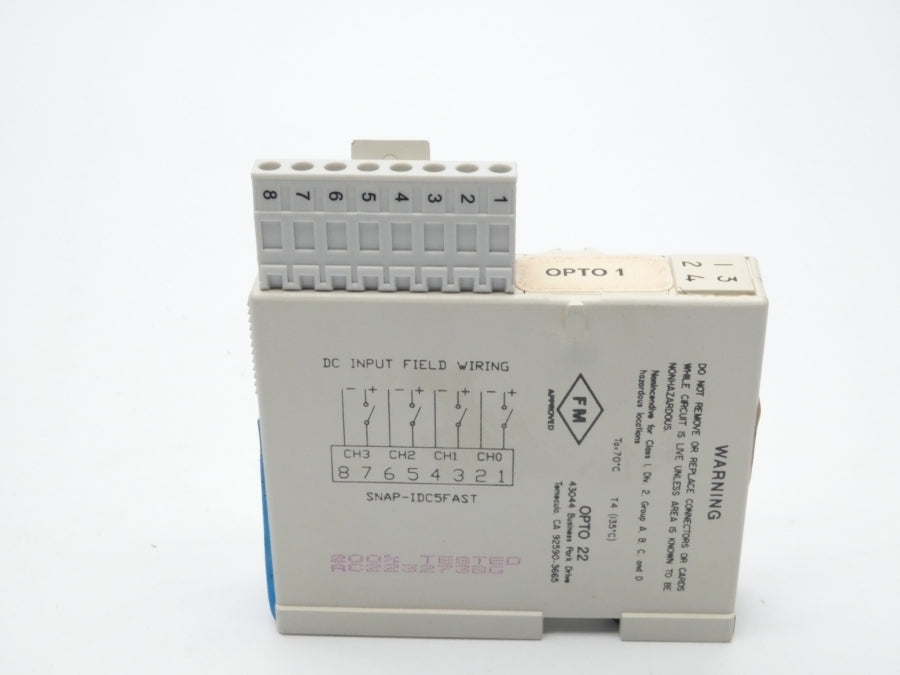 8 7 6 5 4 3 2 1
OPTO 1
1 3
2 4
DC INPUT FIELD WIRING
- + - + - + - +
CH3 CH2 CH1 CH0
8 7 6 5 4 3 2 1
SNAP-IDC5FAST
FM
APPROVED
WARNING
DO NOT REMOVE OR REPLACE CONNECTORS OR CARDS
WHILE CIRCUIT IS LIVE UNLESS AREA IS KNOWN TO BE
NONHAZARDOUS.
Nonincendive for Class I, Div. 2, Group A, B, C, and D
hazardous locations
Ta=70°C T4 (135°C)
OPTO 22
43044 Business Park Drive
Temecula, CA 92590-3665
TESTED